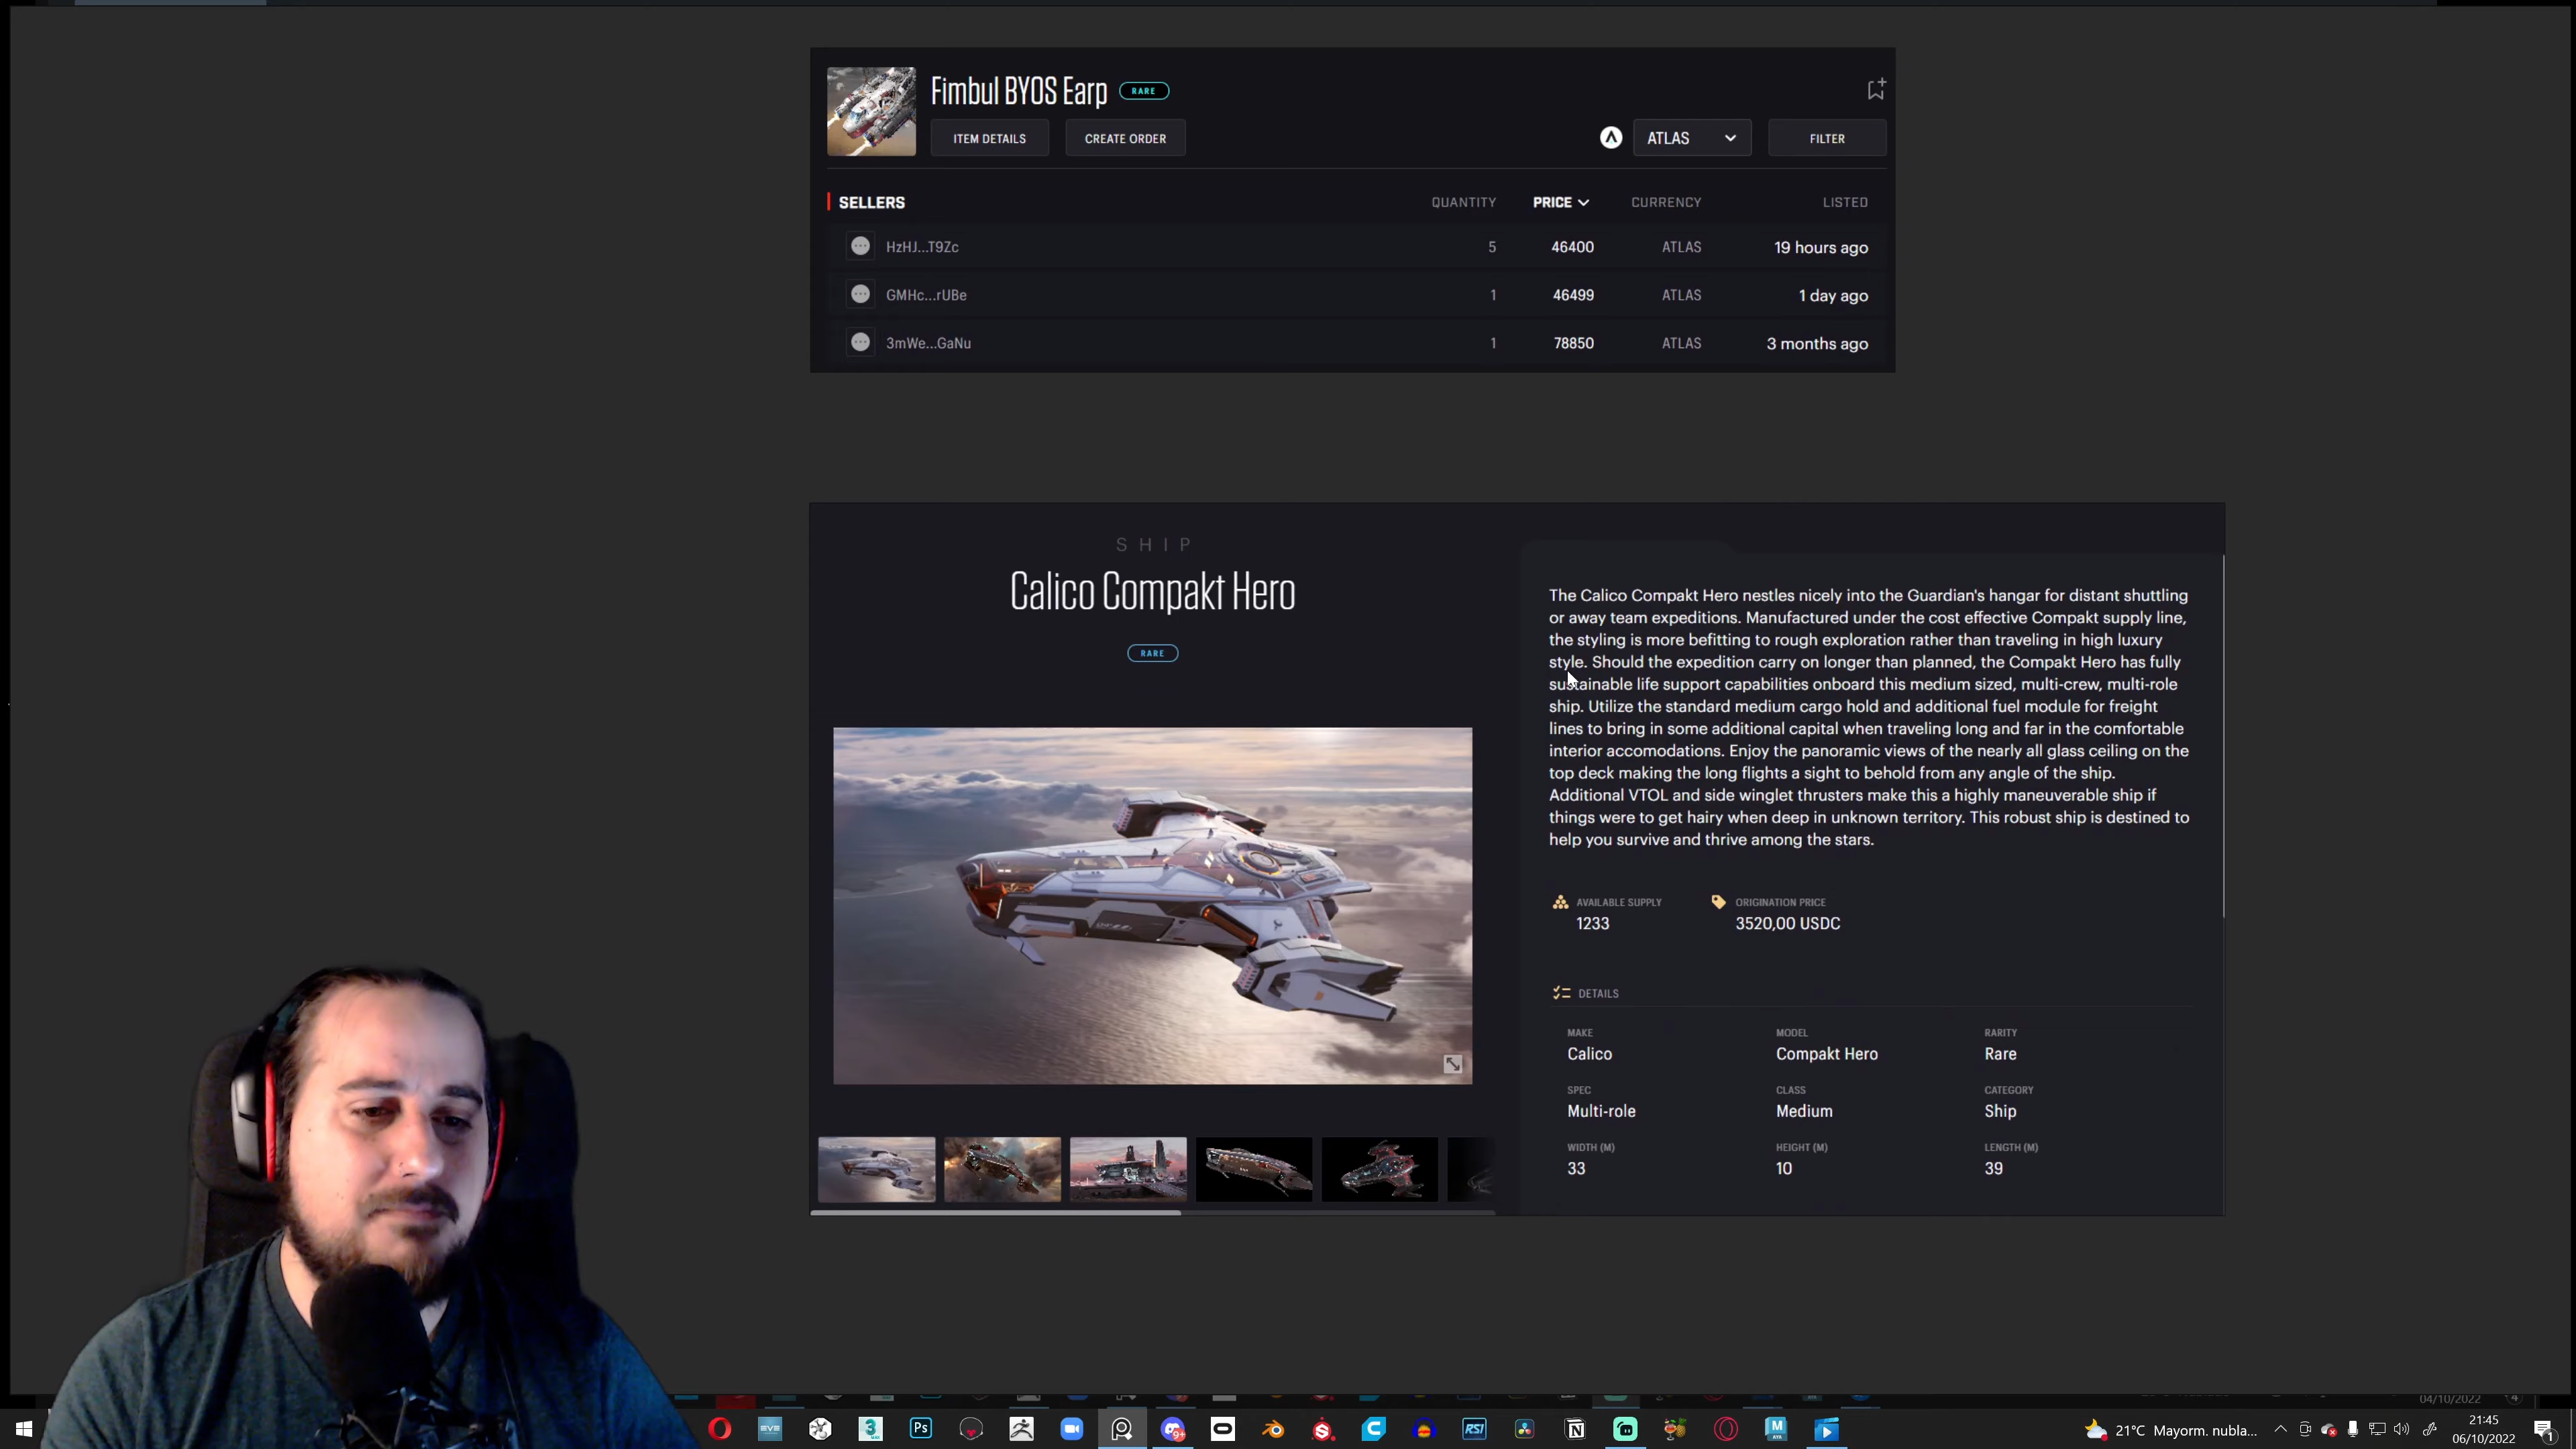 Fimbul BYOS Earp RARE
ITEM DETAILS CREATE ORDER ATLAS FILTER
SELLERS QUANTITY PRICE CURRENCY LISTED
HzHJ...T9Zc 5 46400 ATLAS 19 hours ago
GMHc...rUBe 1 46499 ATLAS 1 day ago
3mWe...GaNu 1 78850 ATLAS 3 months ago
SHIP
Calico Compakt Hero
RARE
The Calico Compakt Hero nestles nicely into the Guardian's hangar for distant shuttling
or away team expeditions. Manufactured under the cost effective Compakt supply line,
the styling is more befitting to rough exploration rather than traveling in high luxury
style. Should the expedition carry on longer than planned, the Compakt Hero has fully
sustainable life support capabilities onboard this medium sized, multi-crew, multi-role
ship. Utilize the standard medium cargo hold and additional fuel module for freight
lines to bring in some additional capital when traveling long and far in the comfortable
interior accomodations. Enjoy the panoramic views of the nearly all glass ceiling on the
top deck making the long flights a sight to behold from any angle of the ship.
Additional VTOL and side winglet thrusters make this a highly maneuverable ship if
things were to get hairy when deep in unknown territory. This robust ship is destined to
help you survive and thrive among the stars.
AVAILABLE SUPPLY ORIGINATION PRICE
1233 3520,00 USDC
DETAILS
MAKE MODEL RARITY
Calico Compakt Hero Rare
SPEC CLASS CATEGORY
Multi-role Medium Ship
WIDTH (M) HEIGHT (M) LENGTH (M)
33 10 39
04/10/2022
EVE 3 Ps 9+ RSI M
21°C Mayorm. nubla... 21:45
06/10/2022 1